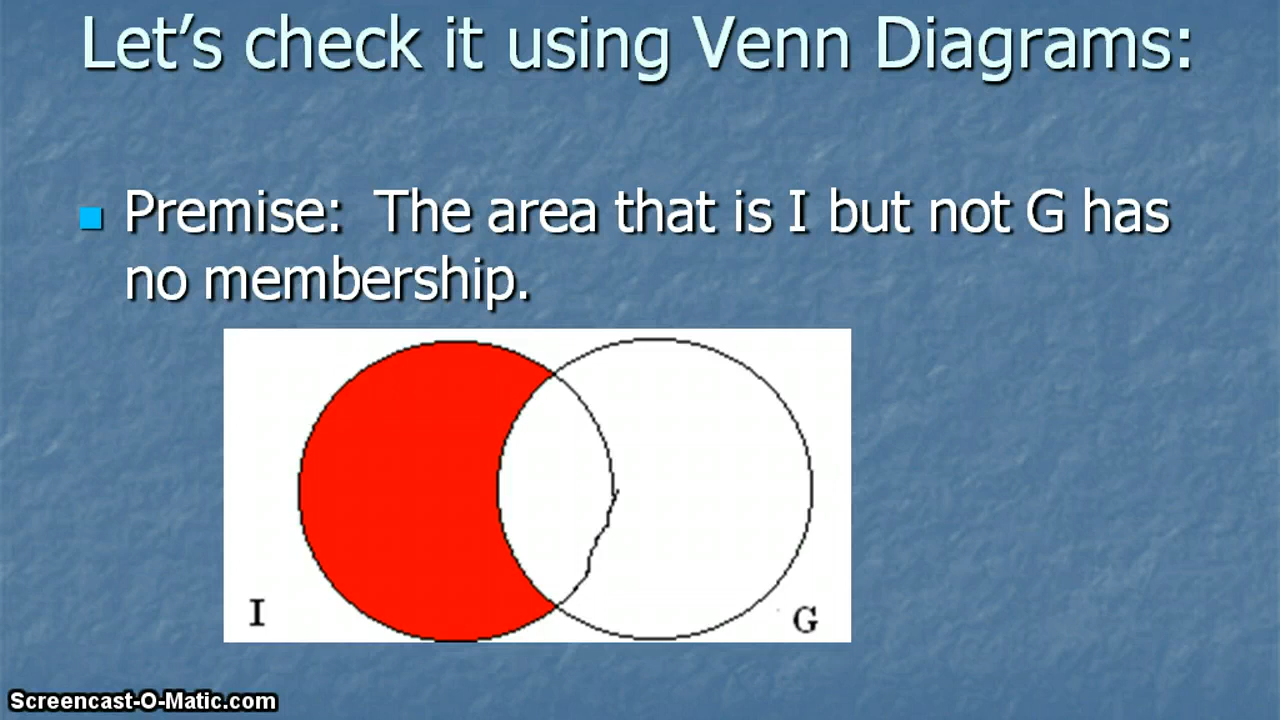 Let's check it using Venn Diagrams:
Premise: The area that is I but not G has
no membership.
I
G
Screencast-O-Matic.com